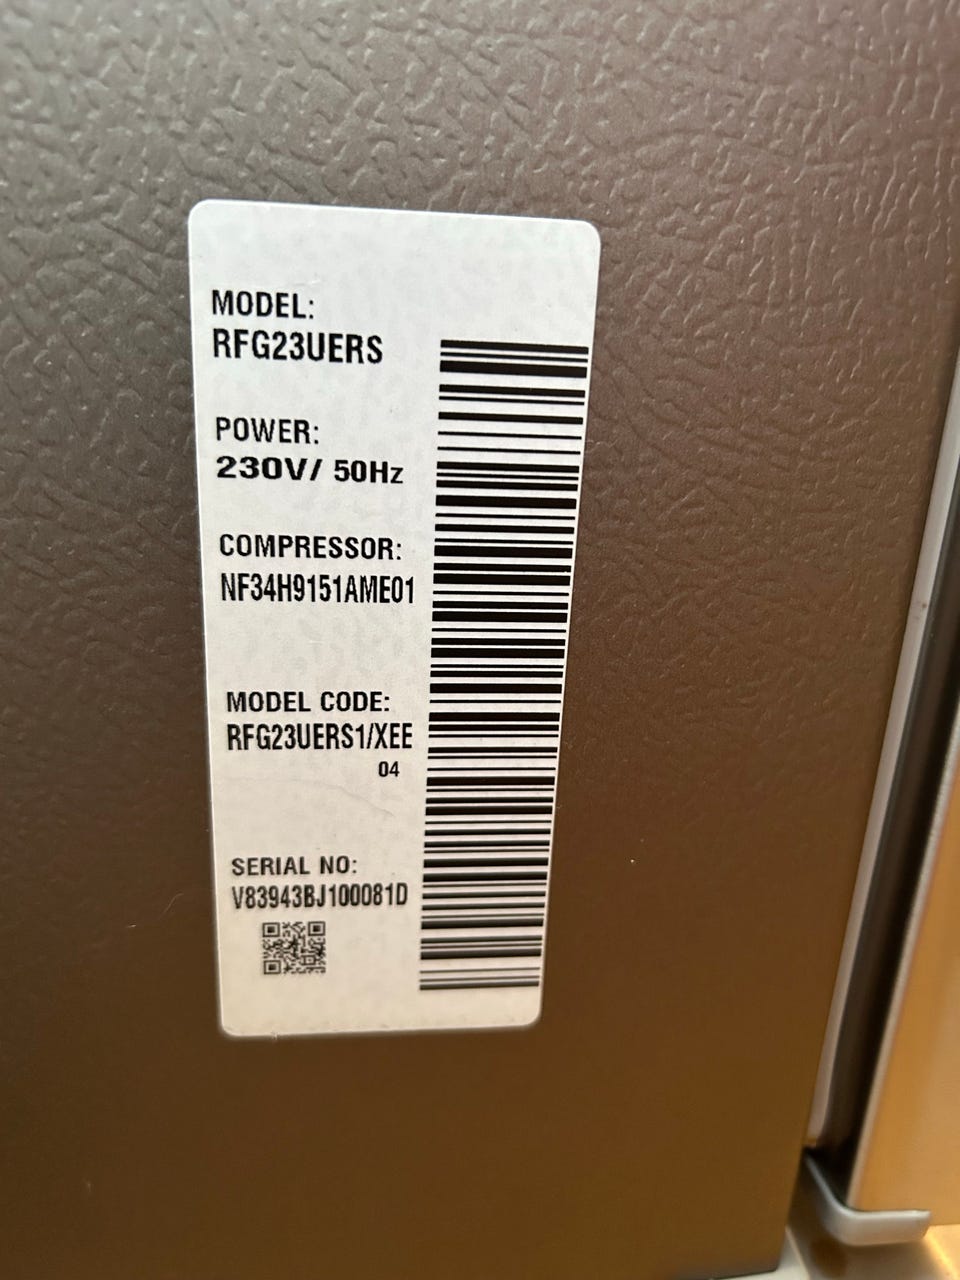 MODEL:
RFG23UERS
POWER:
230V/ 50Hz
COMPRESSOR:
NF34H9151AME01
MODEL CODE:
RFG23UERS1/XEE
04
SERIAL NO:
V83943BJ100081D